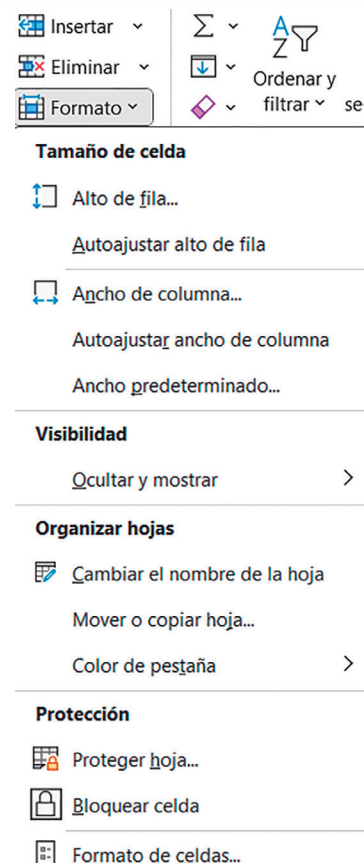 Insertar
Eliminar
Formato
Ordenar y
filtrar
se
Tamaño de celda
Alto de fila...
Autoajustar alto de fila
Ancho de columna...
Autoajustar ancho de columna
Ancho predeterminado...
Visibilidad
Ocultar y mostrar
Organizar hojas
Cambiar el nombre de la hoja
Mover o copiar hoja...
Color de pestaña
Protección
Proteger hoja...
Bloquear celda
Formato de celdas...